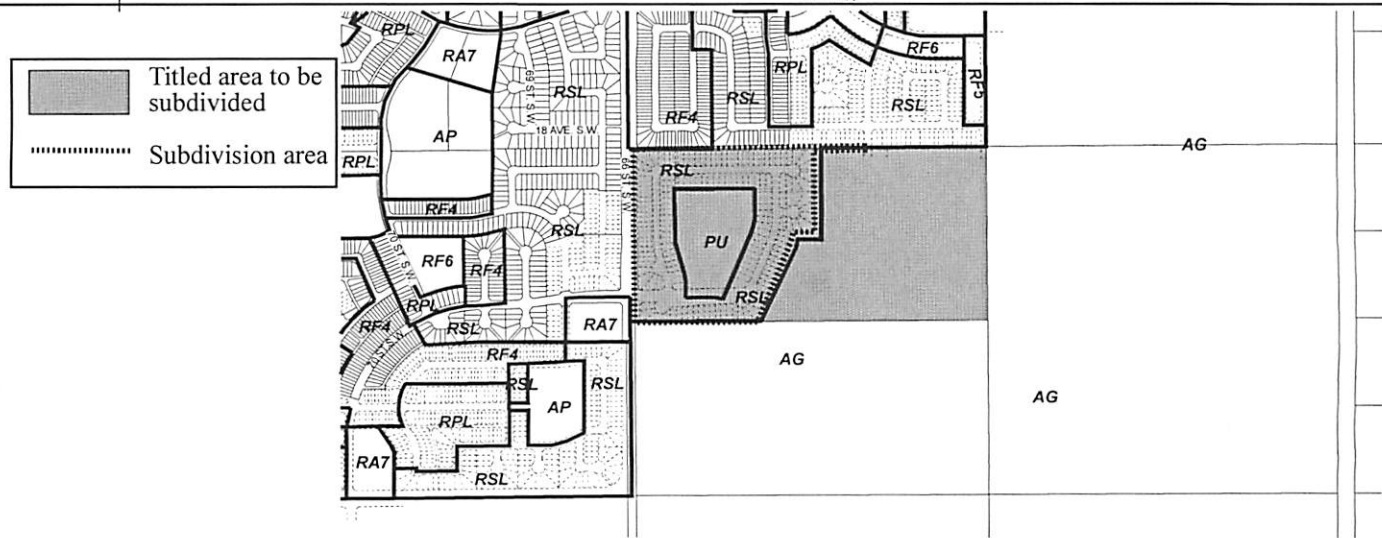 Titled area to be
subdivided
Subdivision area
RPL
RA7
RSL
69 ST S.W
AP
18 AVE S.W
RPL
RF4
RSL
RF6
RF4
RPL
RF4
RSL
RA7
RF4
RSL
RSL
AP
RPL
RA7
RSL
66 ST S.W
RF4
RSL
RPL
RF6
RSL
RF5
RSL
PU
RSL
AG
AG
AG